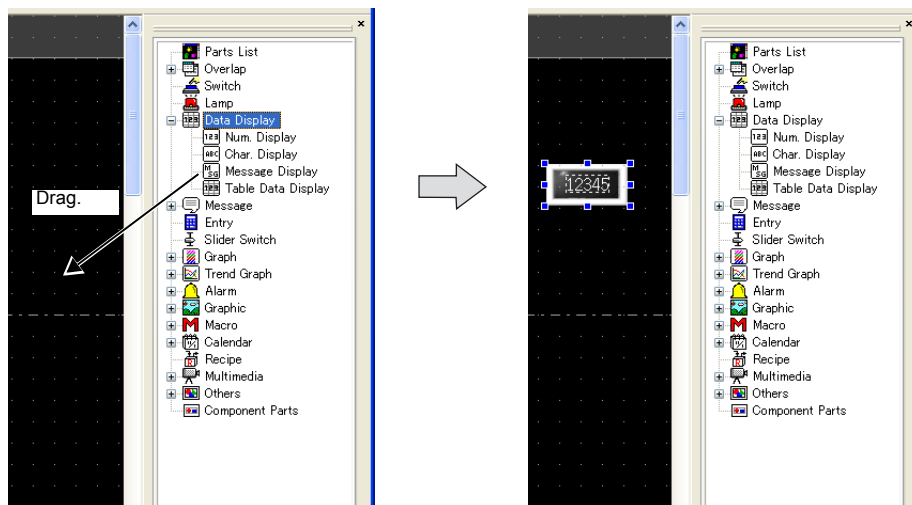 Parts List
Overlap
Switch
Lamp
Data Display
Num. Display
Char. Display
Message Display
Table Data Display
Message
Entry
Slider Switch
Graph
Trend Graph
Alarm
Graphic
Macro
Calendar
Recipe
Multimedia
Others
Component Parts
Drag.
12345
Parts List
Overlap
Switch
Lamp
Data Display
Num. Display
Char. Display
Message Display
Table Data Display
Message
Entry
Slider Switch
Graph
Trend Graph
Alarm
Graphic
Macro
Calendar
Recipe
Multimedia
Others
Component Parts